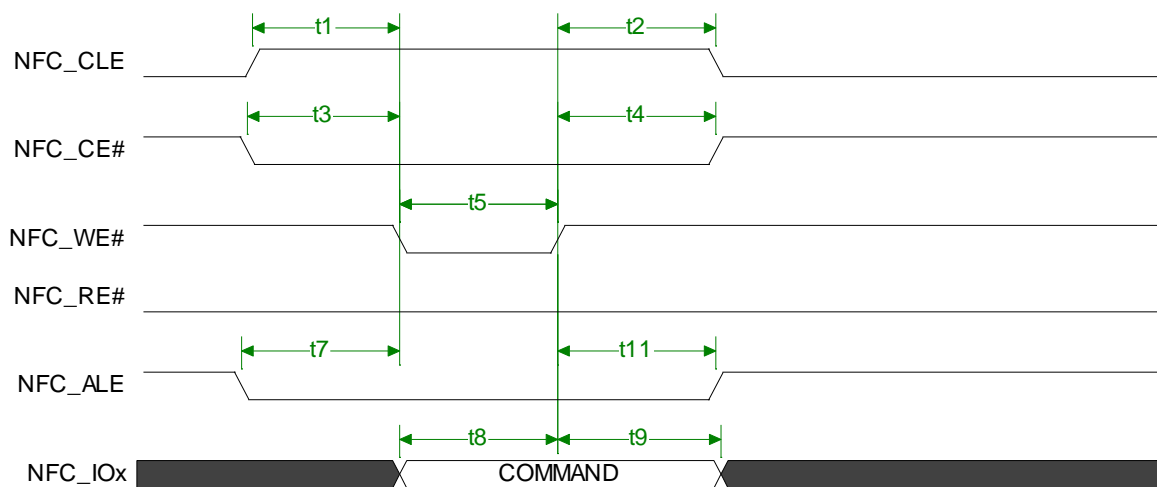 t1 t2
NFC_CLE
t3 t4
NFC_CE#
t5
NFC_WE#
NFC_RE#
t7 t11
NFC_ALE
t8 t9
NFC_IOx COMMAND